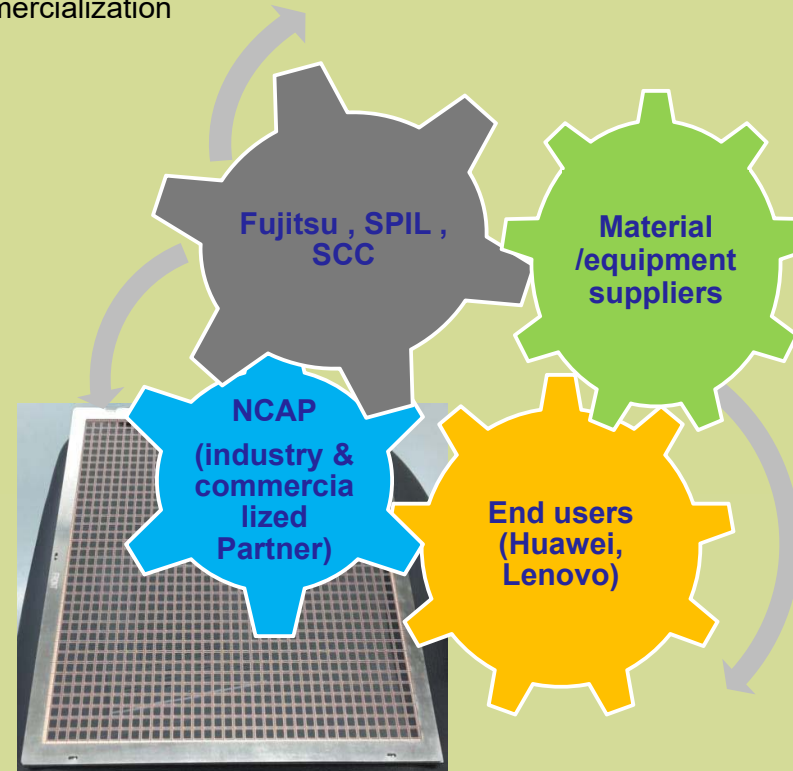 mercialization
Fujitsu , SPIL ,
SCC
Material
/equipment
suppliers
NCAP
(industry &
commercia
lized
Partner)
End users
(Huawei,
Lenovo)